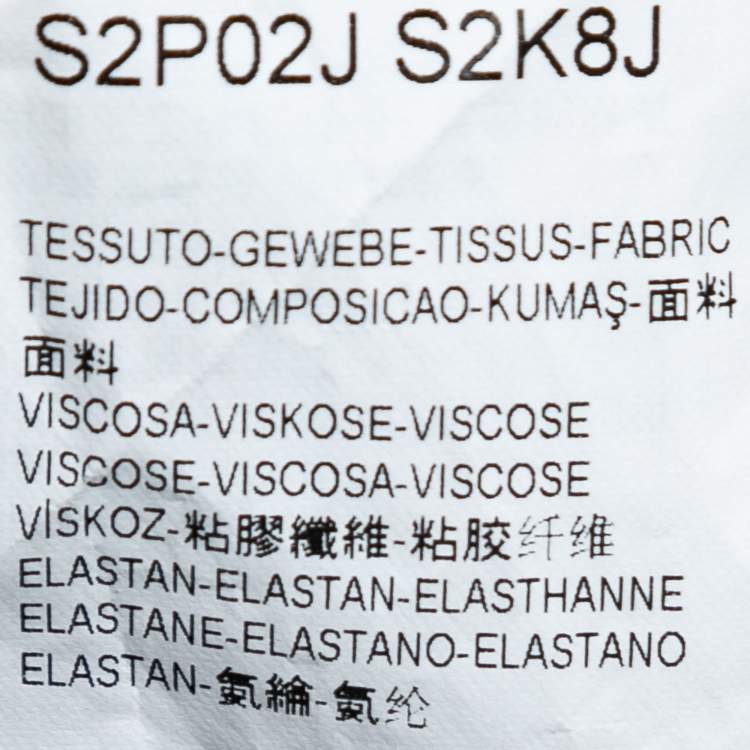 S2P02J S2K8J
TESSUTO-GEWEBE-TISSUS-FABRIC
TEJIDO-COMPOSICAO-KUMAŞ-面料
面料
VISCOSA-VISKOSE-VISCOSE
VISCOSE-VISCOSA-VISCOSE
VİSKOZ-粘膠纖維-粘胶纤维
ELASTAN-ELASTAN-ELASTHANNE
ELASTANE-ELASTANO-ELASTANO
ELASTAN-氨綸-氨纶